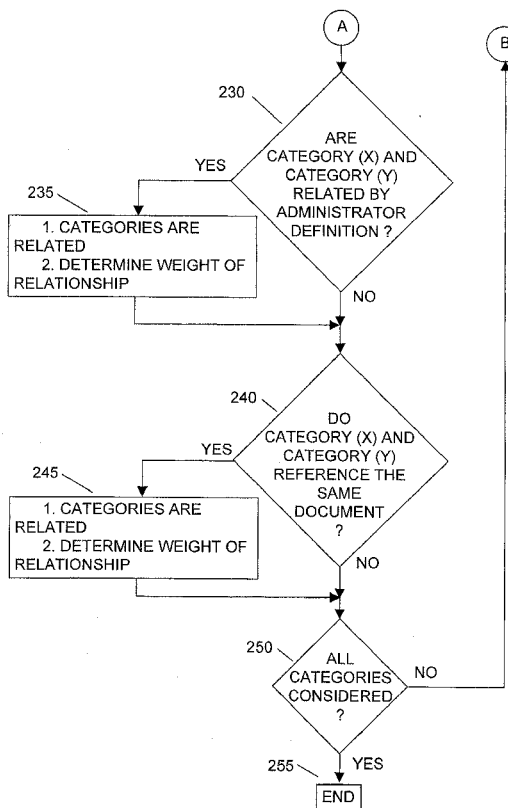 A
B
230
ARE
CATEGORY (X) AND
CATEGORY (Y)
RELATED BY
ADMINISTRATOR
DEFINITION ?
YES
235
1. CATEGORIES ARE
RELATED
2. DETERMINE WEIGHT OF
RELATIONSHIP
NO
240
DO
CATEGORY (X) AND
CATEGORY (Y)
REFERENCE THE
SAME
DOCUMENT
?
YES
245
1. CATEGORIES ARE
RELATED
2. DETERMINE WEIGHT OF
RELATIONSHIP
NO
250
ALL
CATEGORIES
CONSIDERED
?
NO
YES
255
END